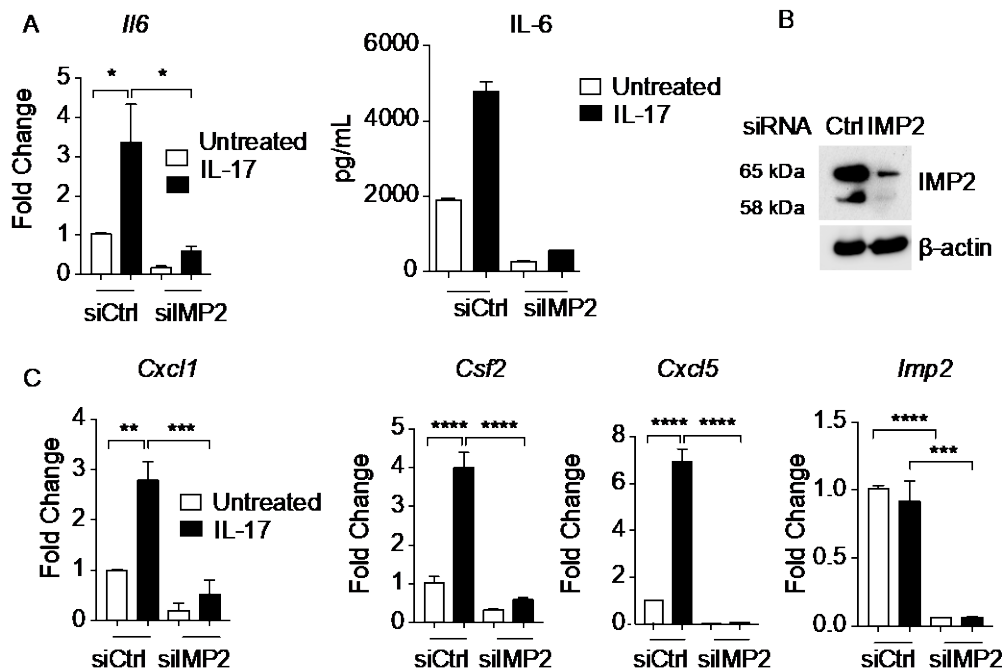 A
Il6
Fold Change
5
4
3
2
1
0
*
*
Untreated
IL-17
siCtrl
siIMP2
IL-6
pg/mL
6000
4000
2000
0
Untreated
IL-17
siCtrl
siIMP2
B
siRNA Ctrl IMP2
65 kDa
58 kDa
IMP2
β-actin
C
Cxcl1
Fold Change
4
3
2
1
0
**
***
Untreated
IL-17
siCtrl
siIMP2
Csf2
Fold Change
5
4
3
2
1
0
****
****
siCtrl
siIMP2
Cxcl5
Fold Change
8
6
4
2
0
****
****
siCtrl
siIMP2
Imp2
Fold Change
1.5
1.0
0.5
0.0
****
***
siCtrl
siIMP2